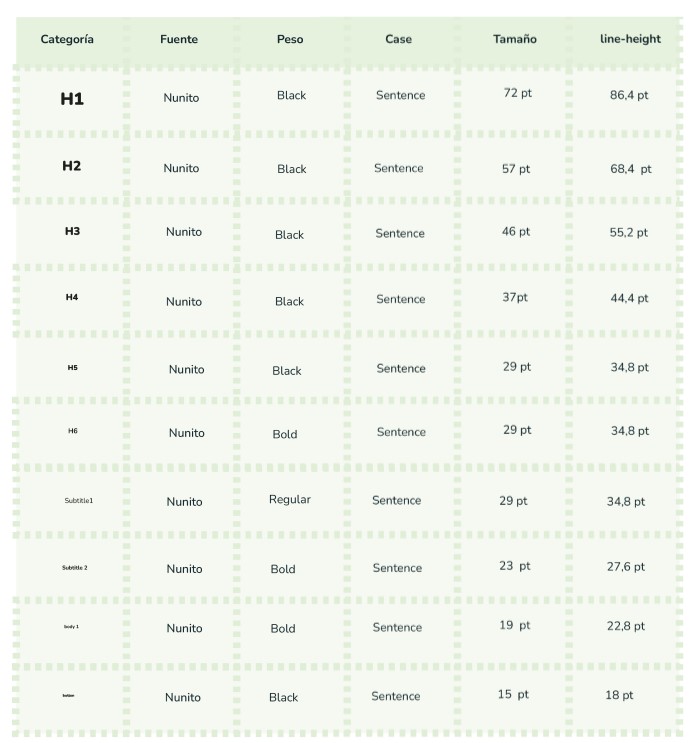 Categoría Fuente Peso Case Tamaño line-height
H1 Nunito Black Sentence 72 pt 86,4 pt
H2 Nunito Black Sentence 57 pt 68,4 pt
H3 Nunito Black Sentence 46 pt 55,2 pt
H4 Nunito Black Sentence 37pt 44,4 pt
H5 Nunito Black Sentence 29 pt 34,8 pt
H6 Nunito Bold Sentence 29 pt 34,8 pt
Subtitle1 Nunito Regular Sentence 29 pt 34,8 pt
Subtitle 2 Nunito Bold Sentence 23 pt 27,6 pt
body 1 Nunito Bold Sentence 19 pt 22,8 pt
Nunito Black Sentence 15 pt 18 pt